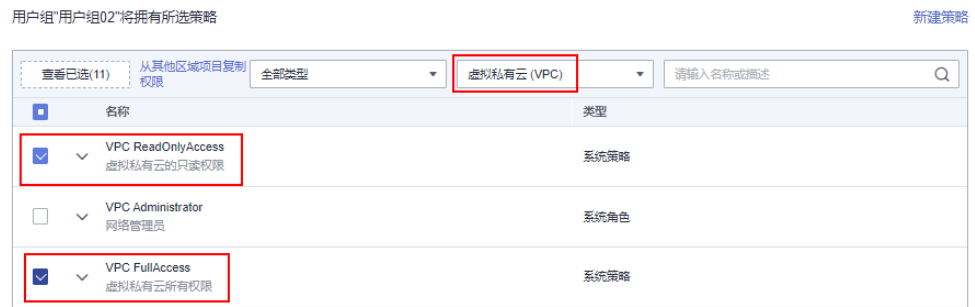 用户组"用户组02"将拥有所选策略
新建策略
查看已选(11)
从其他区域项目复制
权限
全部类型
虚拟私有云 (VPC)
请输入名称或描述
名称
类型
VPC ReadOnlyAccess
虚拟私有云的只读权限
系统策略
VPC Administrator
网络管理员
系统角色
VPC FullAccess
虚拟私有云所有权限
系统策略